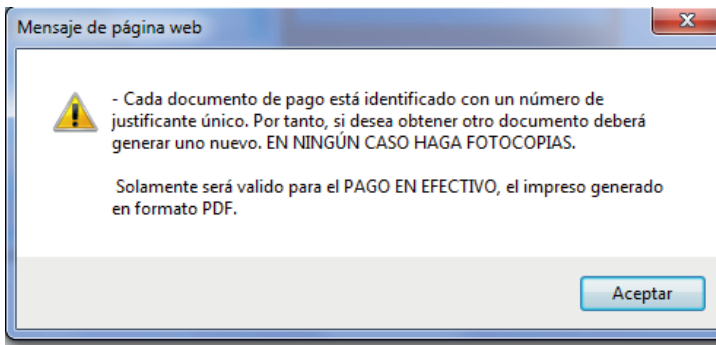 Mensaje de página web
- Cada documento de pago está identificado con un número de
justificante único. Por tanto, si desea obtener otro documento deberá
generar uno nuevo. EN NINGÚN CASO HAGA FOTOCOPIAS.
Solamente será valido para el PAGO EN EFECTIVO, el impreso generado
en formato PDF.
Aceptar